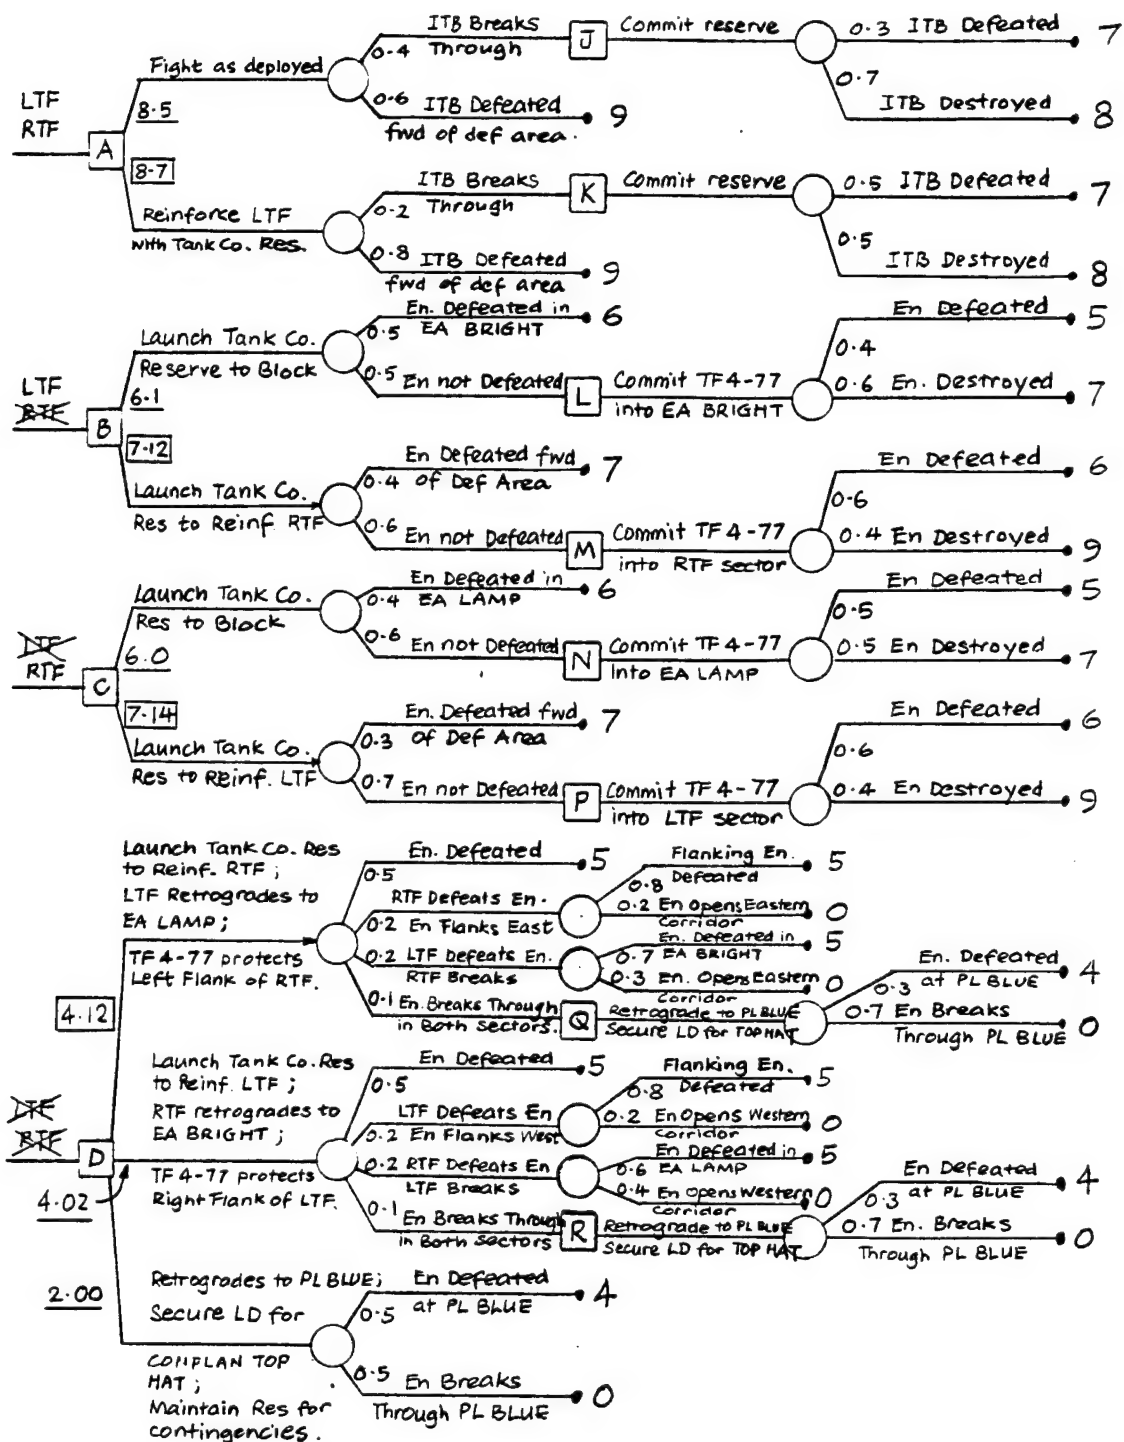 ITB Breaks
Through
0.4
J
Commit reserve
0.3 ITB Defeated
7
0.7
ITB Destroyed
8
Fight as deployed
0.6 ITB Defeated
fwd of def area.
9
LTF
RTF
A
8.5
8.7
ITB Breaks
Through
0.2
K
Commit reserve
0.5 ITB Defeated
7
0.5
ITB Destroyed
8
Reinforce LTF
with Tank Co. Res.
0.8 ITB Defeated
fwd of def area
9
En. Defeated in
EA BRIGHT
0.5
6
Launch Tank Co.
Reserve to Block
0.5 En not Defeated
L
Commit TF 4-77
into EA BRIGHT
En Defeated
5
0.4
0.6 En. Destroyed
7
LTF
RTF
B
6.1
7.12
En Defeated fwd
of Def Area
0.4
7
Launch Tank Co.
Res to Reinf. RTF
0.6 En not Defeated
M
Commit TF 4-77
into RTF sector
En Defeated
6
0.6
0.4 En Destroyed
9
En Defeated in
EA LAMP
0.4
6
Launch Tank Co.
Res to Block
0.6 En not Defeated
N
Commit TF 4-77
into EA LAMP
En Defeated
5
0.5
0.5 En Destroyed
7
LTF
RTF
C
6.0
7.14
En. Defeated fwd
of Def Area
0.3
7
Launch Tank Co.
Res to Reinf. LTF
0.7 En not Defeated
P
Commit TF 4-77
into LTF sector
En Defeated
6
0.6
0.4 En Destroyed
9
Launch Tank Co. Res
to Reinf. RTF;
LTF Retrogrades to
EA LAMP;
TF 4-77 protects
Left Flank of RTF.
4.12
En. Defeated
0.5
5
RTF Defeats En.
0.2 En Flanks East
Flanking En.
Defeated
0.8
5
0.2 En Opens Eastern
Corridor
0
0.2 LTF Defeats En.
RTF Breaks
En. Defeated in
0.7 EA BRIGHT
5
0.3 En. Opens Eastern
Corridor
0
0.1 En. Breaks Through
in Both Sectors.
Q
Retrograde to PL BLUE
Secure LD for TOP HAT
En. Defeated
0.3 at PL BLUE
4
0.7 En Breaks
Through PL BLUE
0
Launch Tank Co. Res
to Reinf. LTF;
RTF retrogrades to
EA BRIGHT;
TF 4-77 protects
Right Flank of LTF.
LTF
RTF
D
4.02
En Defeated
0.5
5
LTF Defeats En
0.2 En Flanks West
Flanking En.
0.8 Defeated
5
0.2 En Opens Western
Corridor
0
0.2 RTF Defeats En
LTF Breaks
En Defeated in
0.6 EA LAMP
5
0.4 En Opens Western
Corridor
0
0.1
En Breaks Through
in Both Sectors
R
Retrograde to PL BLUE
Secure LD for TOP HAT
En Defeated
0.3 at PL BLUE
4
0.7 En. Breaks
Through PL BLUE
0
2.00
Retrogrades to PL BLUE;
Secure LD for
CONPLAN TOP
HAT;
Maintain Res for
contingencies.
En Defeated
at PL BLUE
0.5
4
0.5 En Breaks
Through PL BLUE
0